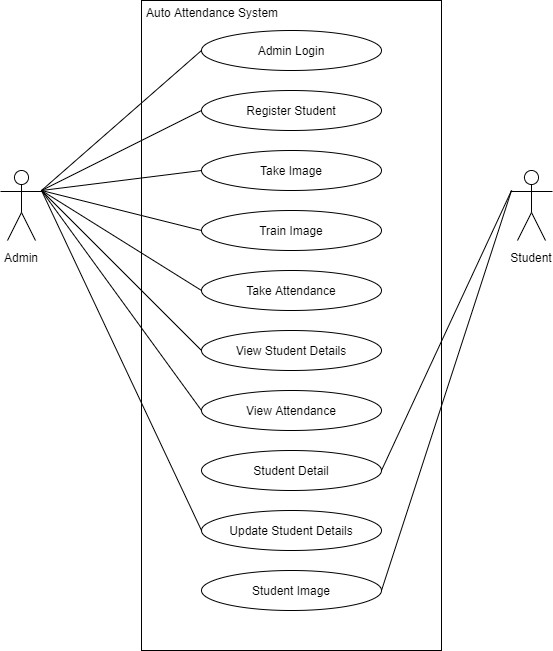 Auto Attendance System
Admin Login
Register Student
Take Image
Train Image
Admin
Student
Take Attendance
View Student Details
View Attendance
Student Detail
Update Student Details
Student Image